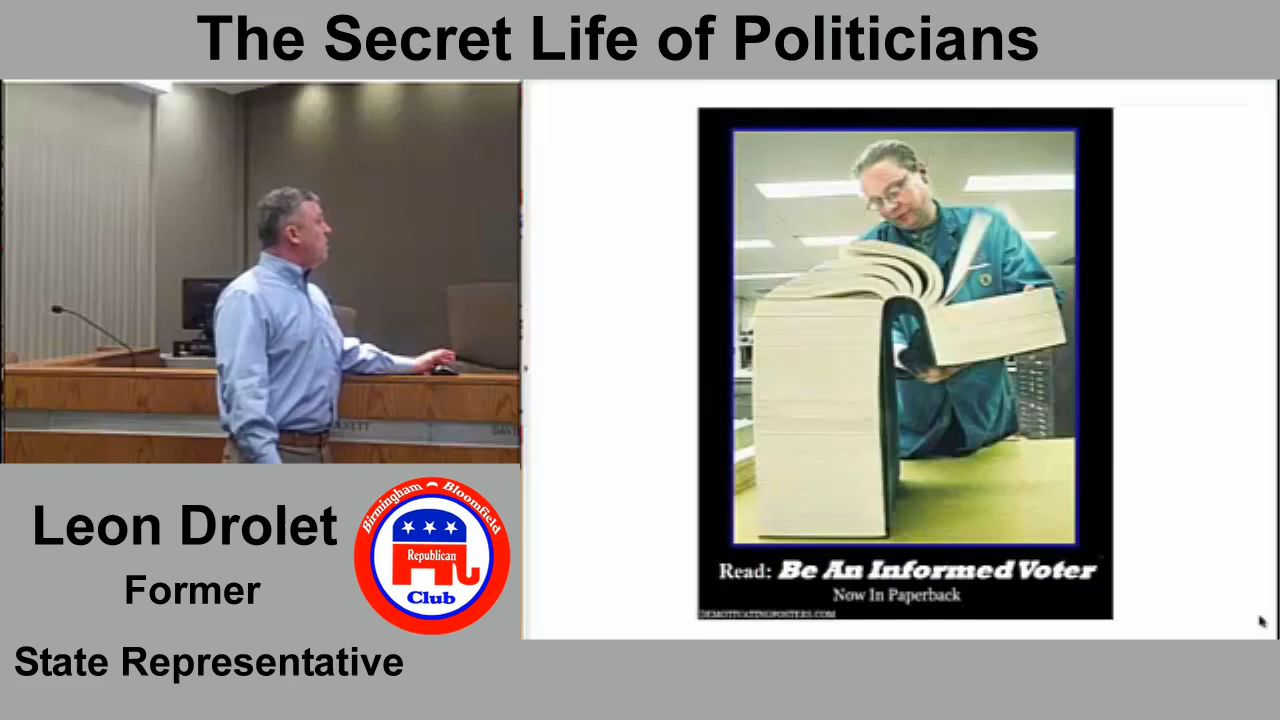 The Secret Life of Politicians
Read: Be An Informed Voter
Now In Paperback
DEMOTIVATINGPOSTERS.COM
Leon Drolet
Former
State Representative
Birmingham Bloomfield
Republican
Club